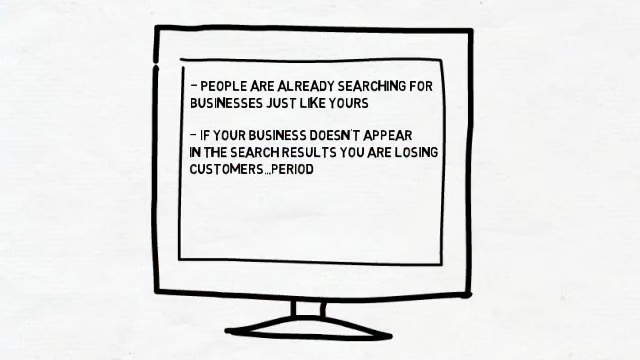 - PEOPLE ARE ALREADY SEARCHING FOR
BUSINESSES JUST LIKE YOURS
- IF YOUR BUSINESS DOESN'T APPEAR
IN THE SEARCH RESULTS YOU ARE LOSING
CUSTOMERS...PERIOD